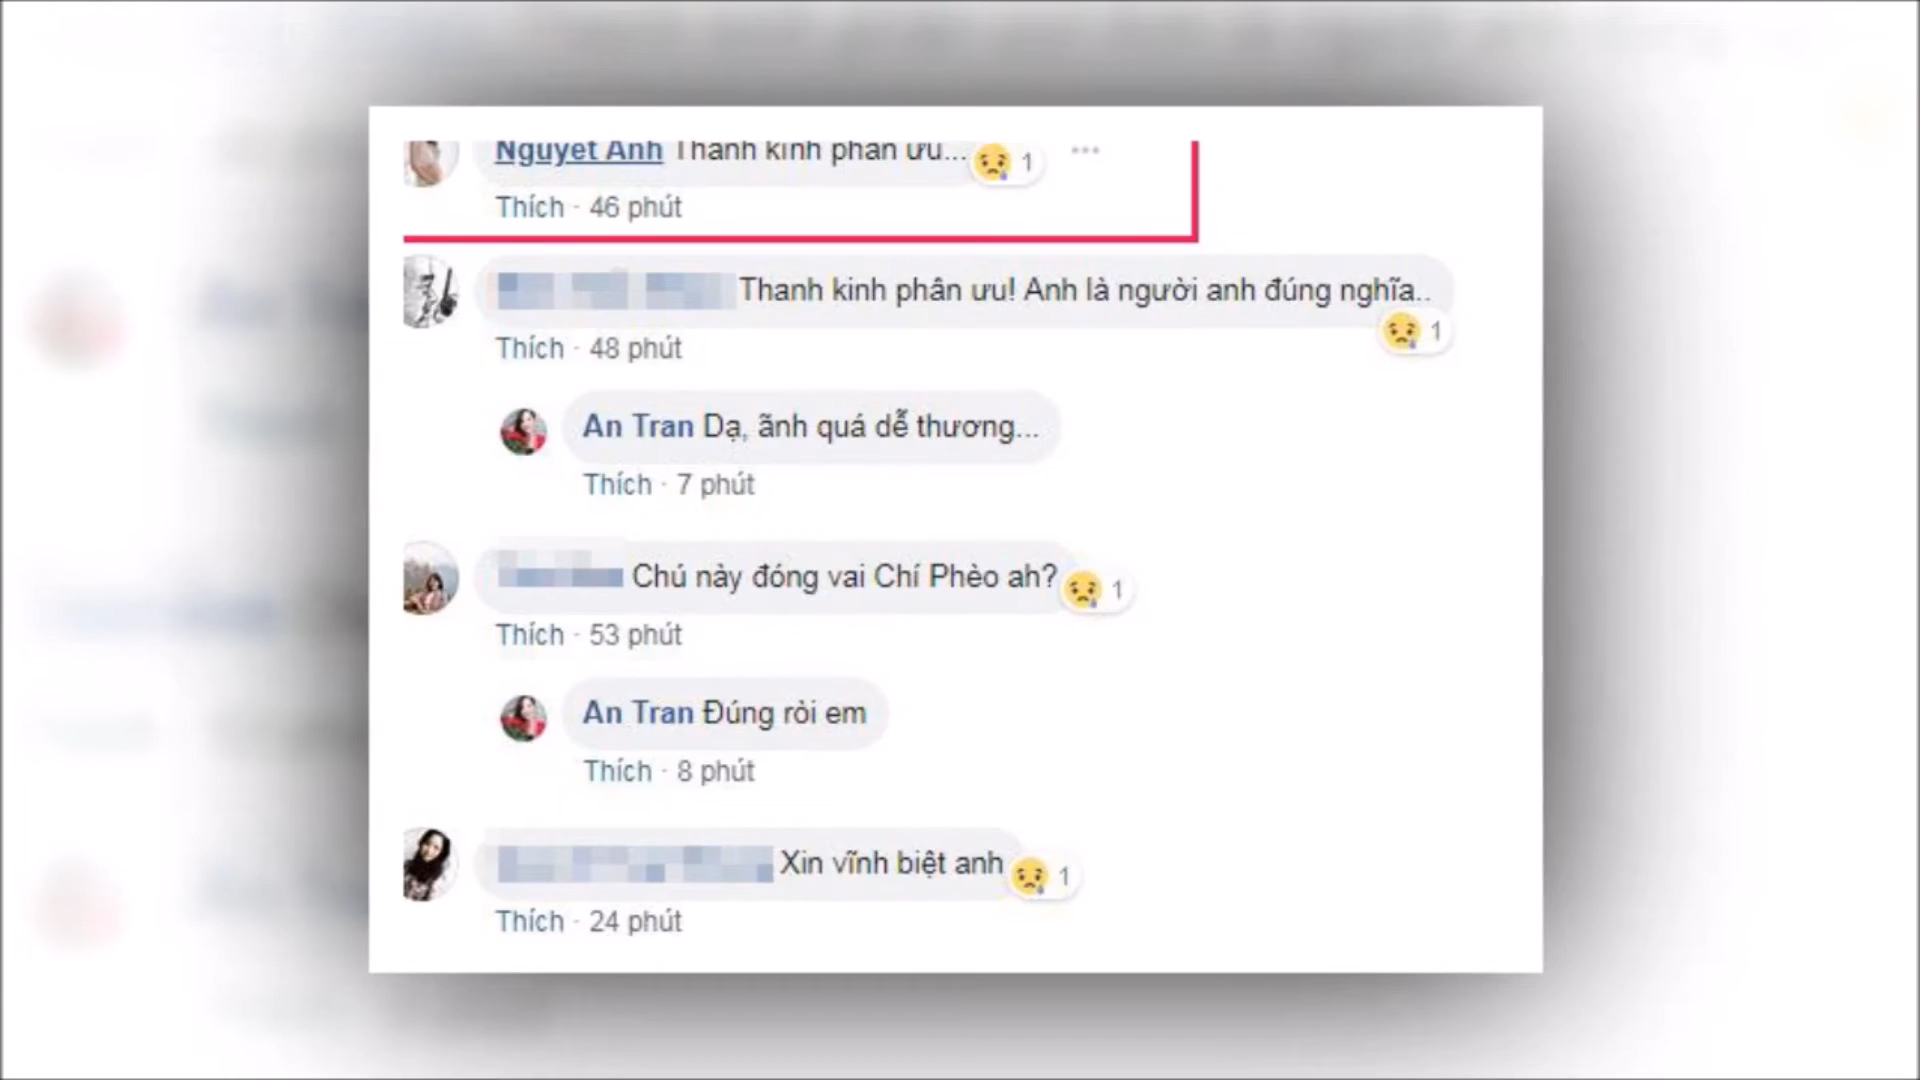 Nguyet Anh Thanh kinh phân ưu... 1
Thích · 46 phút
Thanh kinh phân ưu! Anh là người anh đúng nghĩa..
1
Thích · 48 phút
An Tran Dạ, ãnh quá dễ thương...
Thích · 7 phút
Chú này đóng vai Chí Phèo ah? 1
Thích · 53 phút
An Tran Đúng ròi em
Thích · 8 phút
Xin vĩnh biệt anh 1
Thích · 24 phút